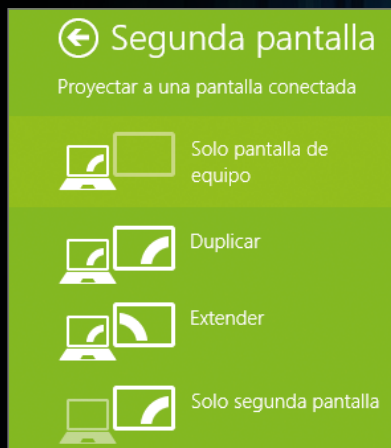 Segunda pantalla
Proyectar a una pantalla conectada
Solo pantalla de
equipo
Duplicar
Extender
Solo segunda pantalla